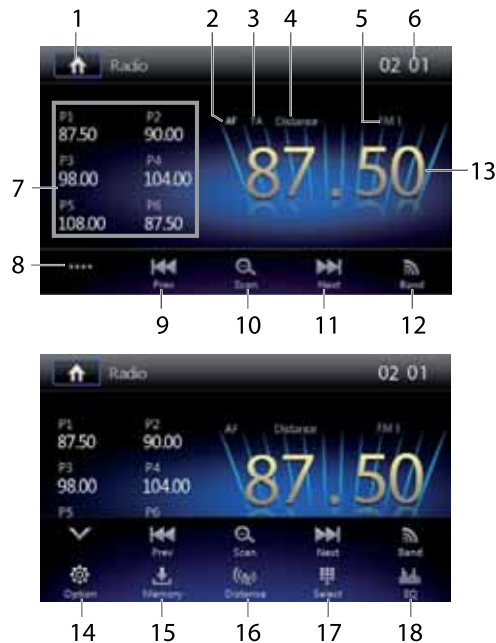 1 2 3 4 5 6
Radio 02 01
AF TA Distance FM 1
P1 P2
87.50 90.00
P3 P4
98.00 104.00
P5 P6
108.00 87.50
87.50
7
13
8
Prev Scan Next Band
9 10 11 12
Radio 02 01
P1 P2
87.50 90.00
AF Distance FM 1
P3 P4
98.00 104.00
P5 P6
87.50
Prev Scan Next Band
Option Memory Distance Select EQ
14 15 16 17 18